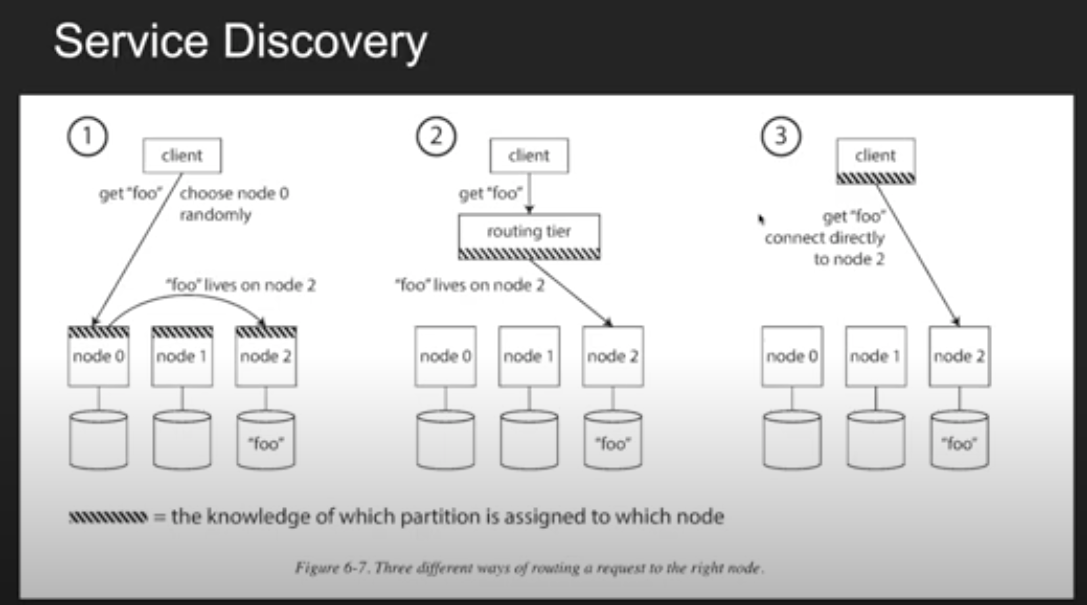 Service Discovery
1
client
get "foo"
choose node 0
randomly
"foo" lives on node 2
node 0
node 1
node 2
"foo"
2
client
get "foo"
routing tier
"foo" lives on node 2
node 0
node 1
node 2
"foo"
3
client
get "foo"
connect directly
to node 2
node 0
node 1
node 2
"foo"
= the knowledge of which partition is assigned to which node
Figure 6-7. Three different ways of routing a request to the right node.